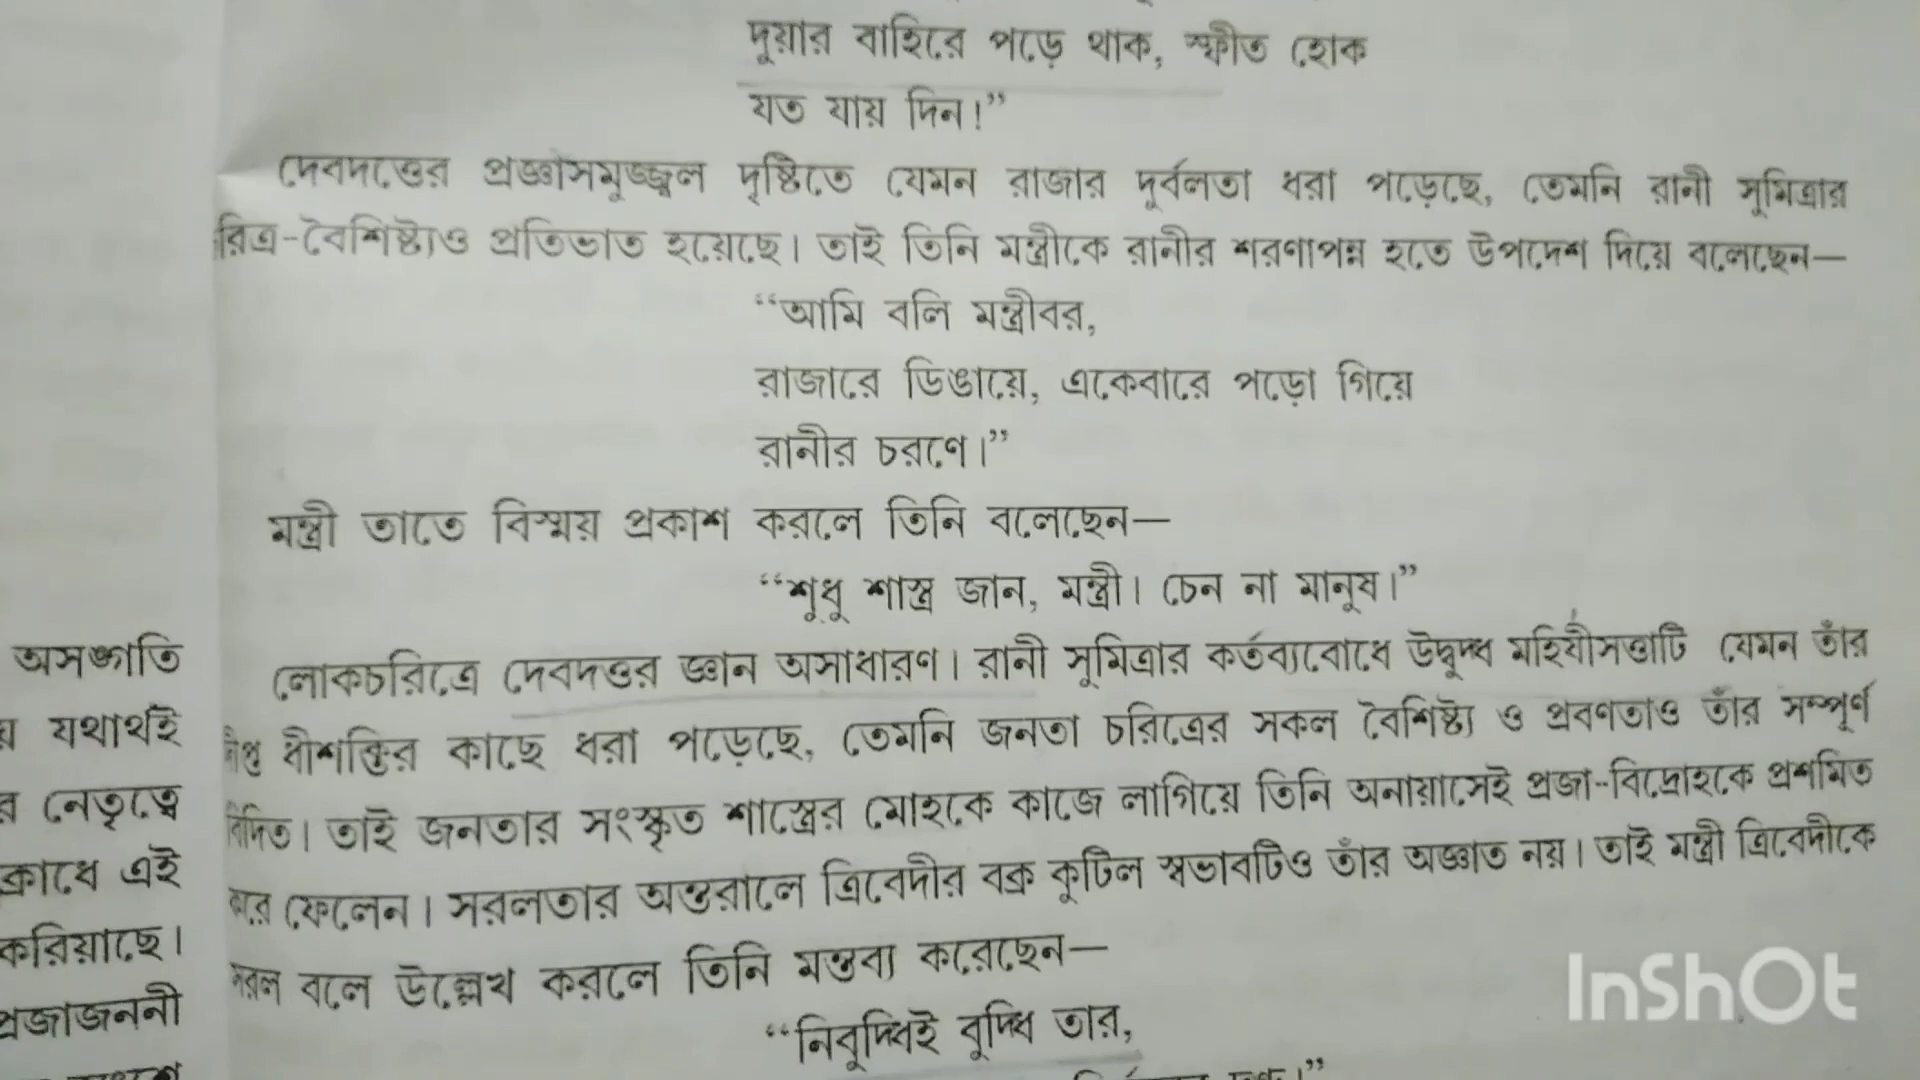 দুয়ার বাহিরে পড়ে থাক, স্ফীত হোক
যত যায় দিন।”
দেবদত্তের প্রজ্ঞাসমুজ্জ্বল দৃষ্টিতে যেমন রাজার দুর্বলতা ধরা পড়েছে, তেমনি রানী সুমিত্রার
রিত্র-বৈশিষ্ট্যও প্রতিভাত হয়েছে। তাই তিনি মন্ত্রীকে রানীর শরণাপন্ন হতে উপদেশ দিয়ে বলেছেন—
“আমি বলি মন্ত্রীবর,
রাজারে ডিঙায়ে, একেবারে পড়ো গিয়ে
রানীর চরণে।”
মন্ত্রী তাতে বিস্ময় প্রকাশ করলে তিনি বলেছেন—
“শুধু শাস্ত্র জান, মন্ত্রী। চেন না মানুষ।”
লোকচরিত্রে দেবদত্তর জ্ঞান অসাধারণ। রানী সুমিত্রার কর্তব্যবোধে উদ্বুদ্ধ মহিষীসত্তাটি যেমন তাঁর
ধীশক্তির কাছে ধরা পড়েছে, তেমনি জনতা চরিত্রের সকল বৈশিষ্ট্য ও প্রবণতাও তাঁর সম্পূর্ণ
বিদিত। তাই জনতার সংস্কৃত শাস্ত্রের মোহকে কাজে লাগিয়ে তিনি অনায়াসেই প্রজা-বিদ্রোহকে প্রশমিত
ফেলেন। সরলতার অন্তরালে ত্রিবেদীর বক্র কুটিল স্বভাবটিও তাঁর অজ্ঞাত নয়। তাই মন্ত্রী ত্রিবেদীকে
বলে উল্লেখ করলে তিনি মন্তব্য করেছেন—
“নিবুদ্ধিই বুদ্ধি তার,
অসঙ্গতি
যথার্থই
র নেতৃত্বে
ক্রোধে এই
করিয়াছে।
প্রজাজননী
InShOt